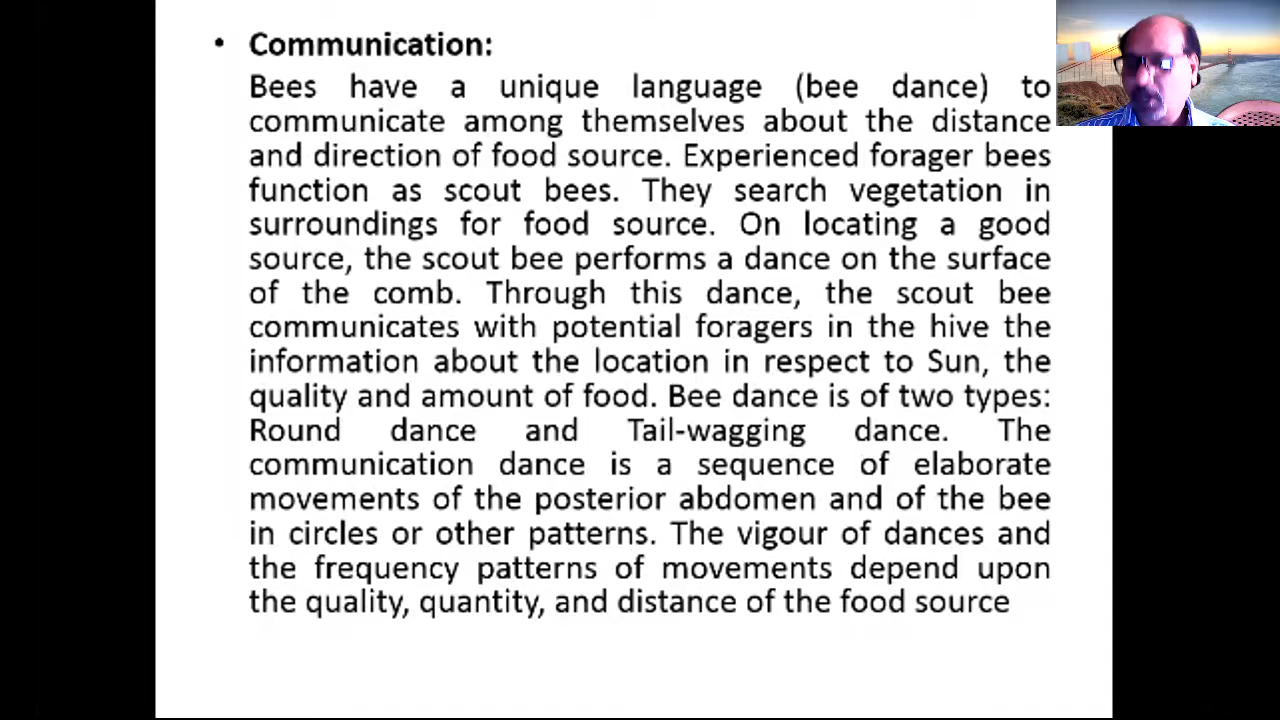 • Communication:
Bees have a unique language (bee dance) to
communicate among themselves about the distance
and direction of food source. Experienced forager bees
function as scout bees. They search vegetation in
surroundings for food source. On locating a good
source, the scout bee performs a dance on the surface
of the comb. Through this dance, the scout bee
communicates with potential foragers in the hive the
information about the location in respect to Sun, the
quality and amount of food. Bee dance is of two types:
Round dance and Tail-wagging dance. The
communication dance is a sequence of elaborate
movements of the posterior abdomen and of the bee
in circles or other patterns. The vigour of dances and
the frequency patterns of movements depend upon
the quality, quantity, and distance of the food source